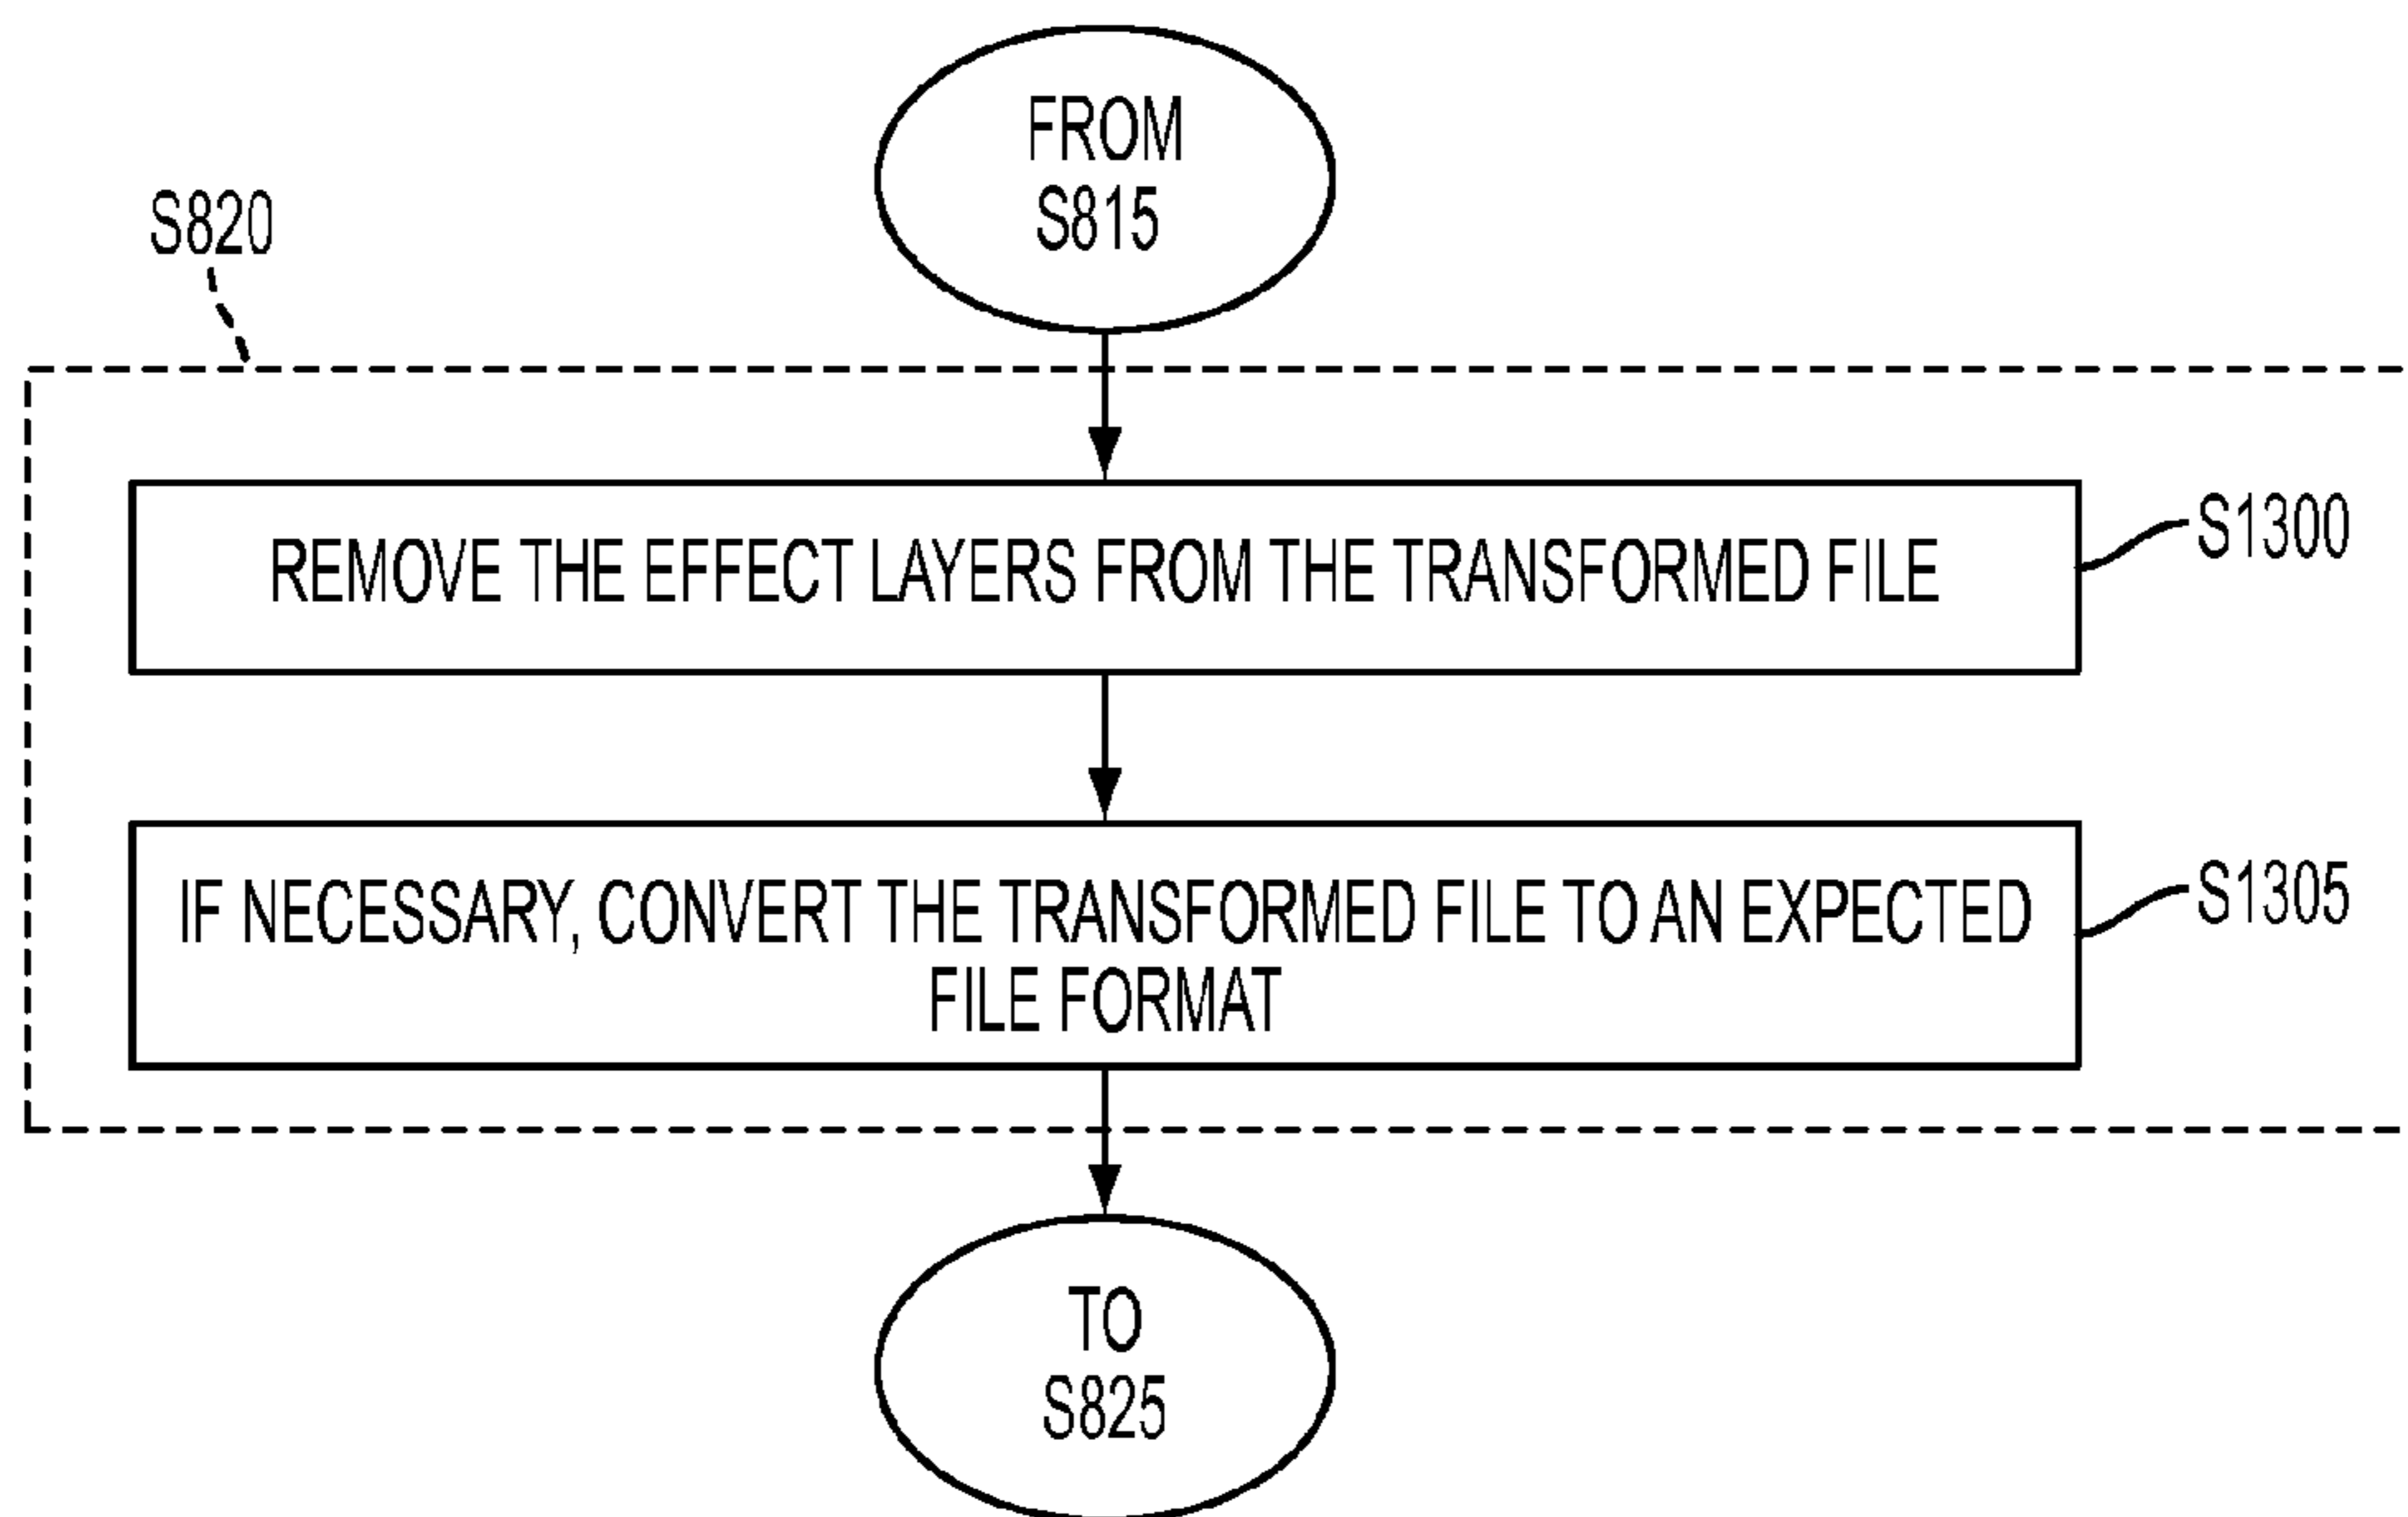 FROM
S815
S820
REMOVE THE EFFECT LAYERS FROM THE TRANSFORMED FILE
S1300
IF NECESSARY, CONVERT THE TRANSFORMED FILE TO AN EXPECTED
FILE FORMAT
S1305
TO
S825